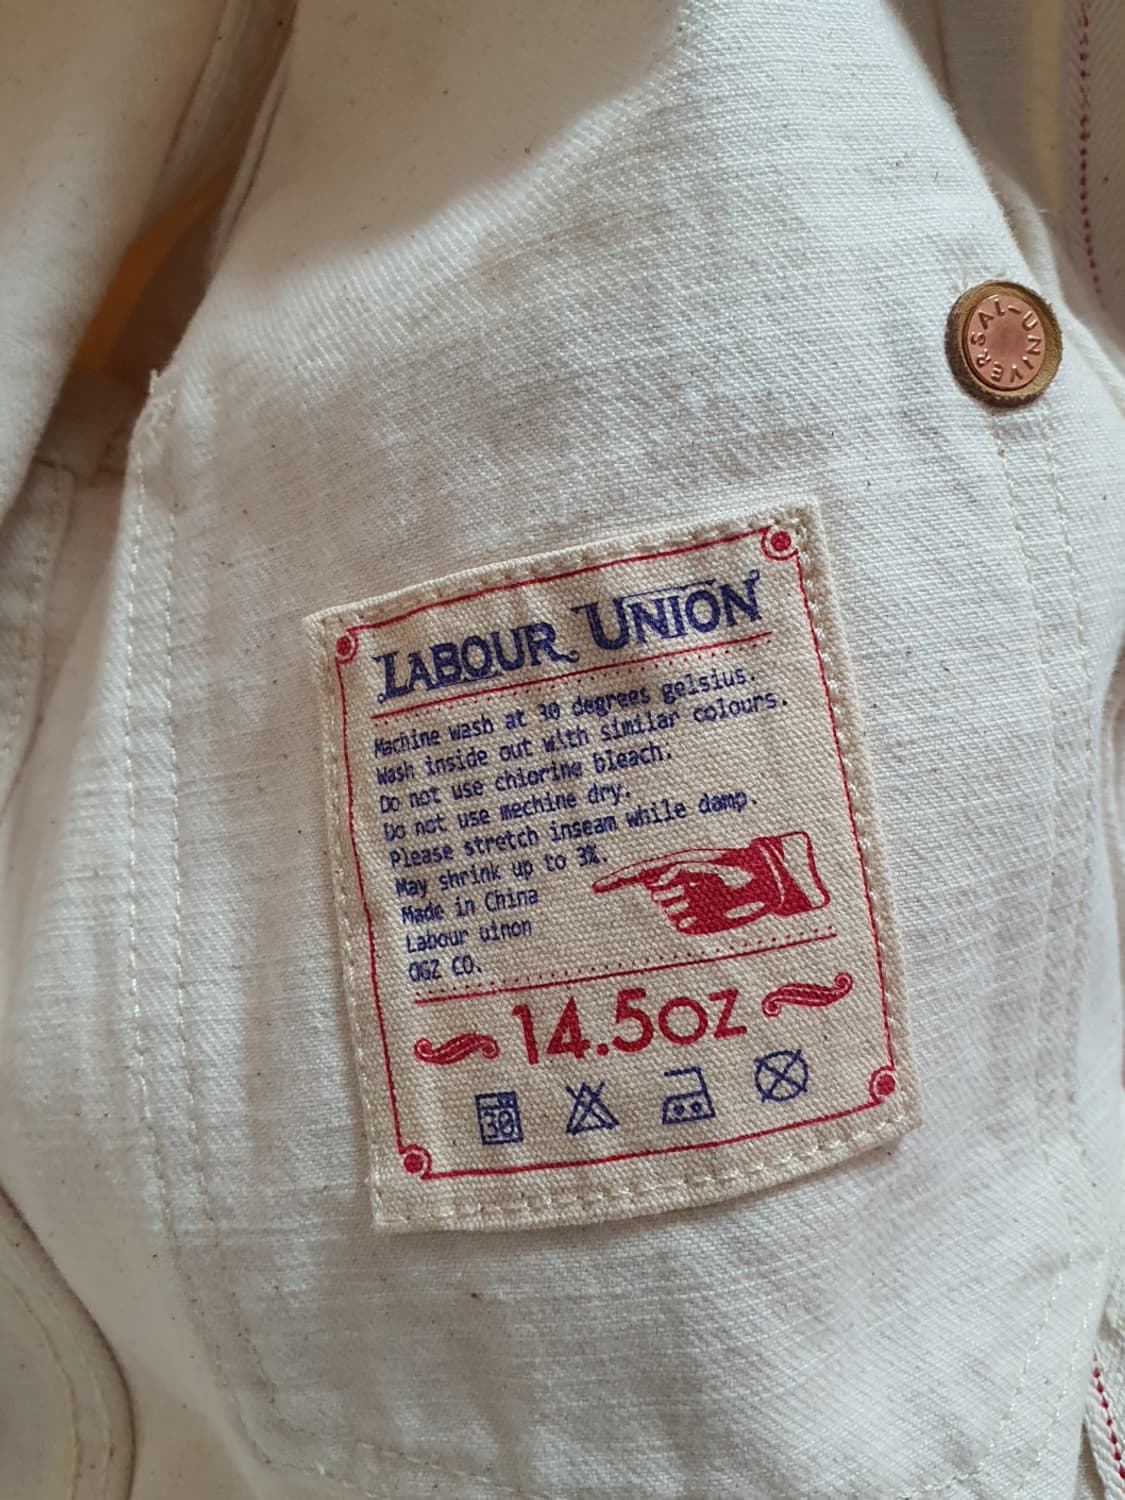 UNIVERSAL-
LABOUR UNION
Machine wash at 30 degrees gelsius.
Wash inside out with similar colours.
Do not use chlorine bleach.
Do not use mechine dry.
Please stretch inseam while damp.
May shrink up to 3%.
Made in China
Labour uinon
OGZ CO.
14.5oz
30